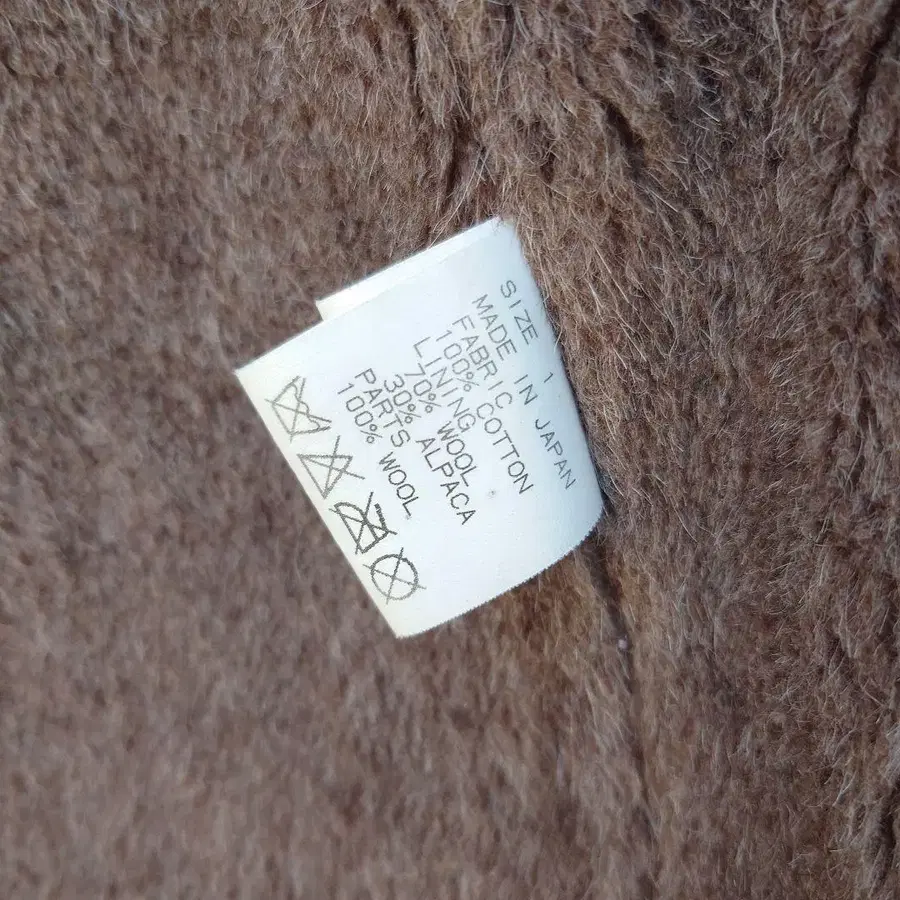 SIZE 1
MADE IN JAPAN
FABRIC
100% COTTON
LINING
70% WOOL
30% ALPACA
PARTS
100% WOOL